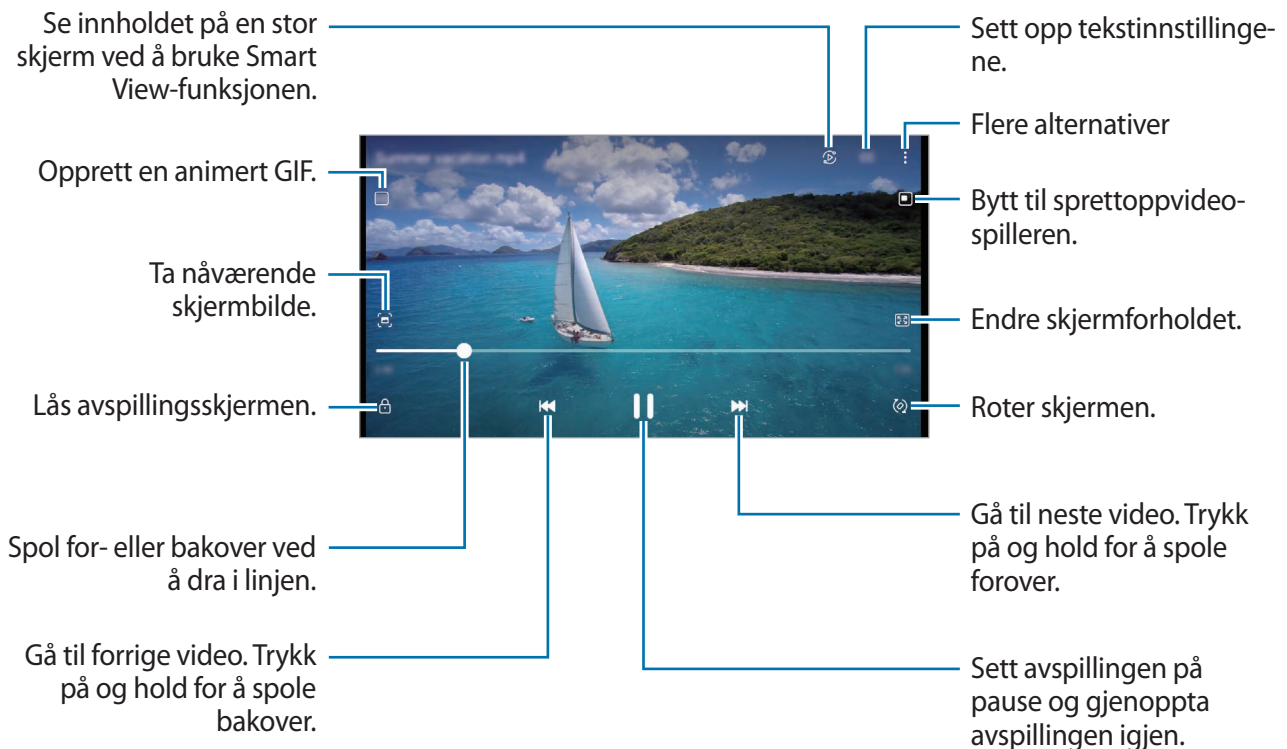 Se innholdet på en stor
skjerm ved å bruke Smart
View-funksjonen.
Opprett en animert GIF.
Ta nåværende
skjermbilde.
Lås avspillingsskjermen.
Spol for- eller bakover ved
å dra i linjen.
Gå til forrige video. Trykk
på og hold for å spole
bakover.
Sett opp tekstinnstillinge-
ne.
Flere alternativer
Bytt til sprettoppvideo-
spilleren.
Endre skjermforholdet.
Roter skjermen.
Gå til neste video. Trykk
på og hold for å spole
forover.
Sett avspillingen på
pause og gjenoppta
avspillingen igjen.